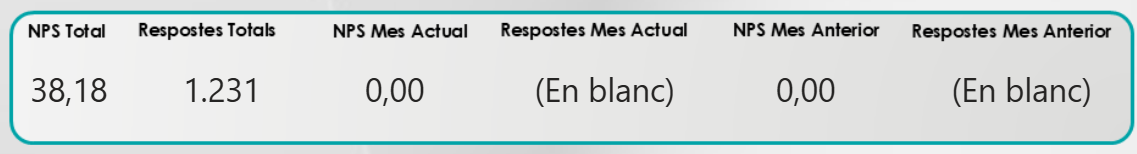 NPS Total Respostes Totals NPS Mes Actual Respostes Mes Actual NPS Mes Anterior Respostes Mes Anterior
38,18 1.231 0,00 (En blanc) 0,00 (En blanc)